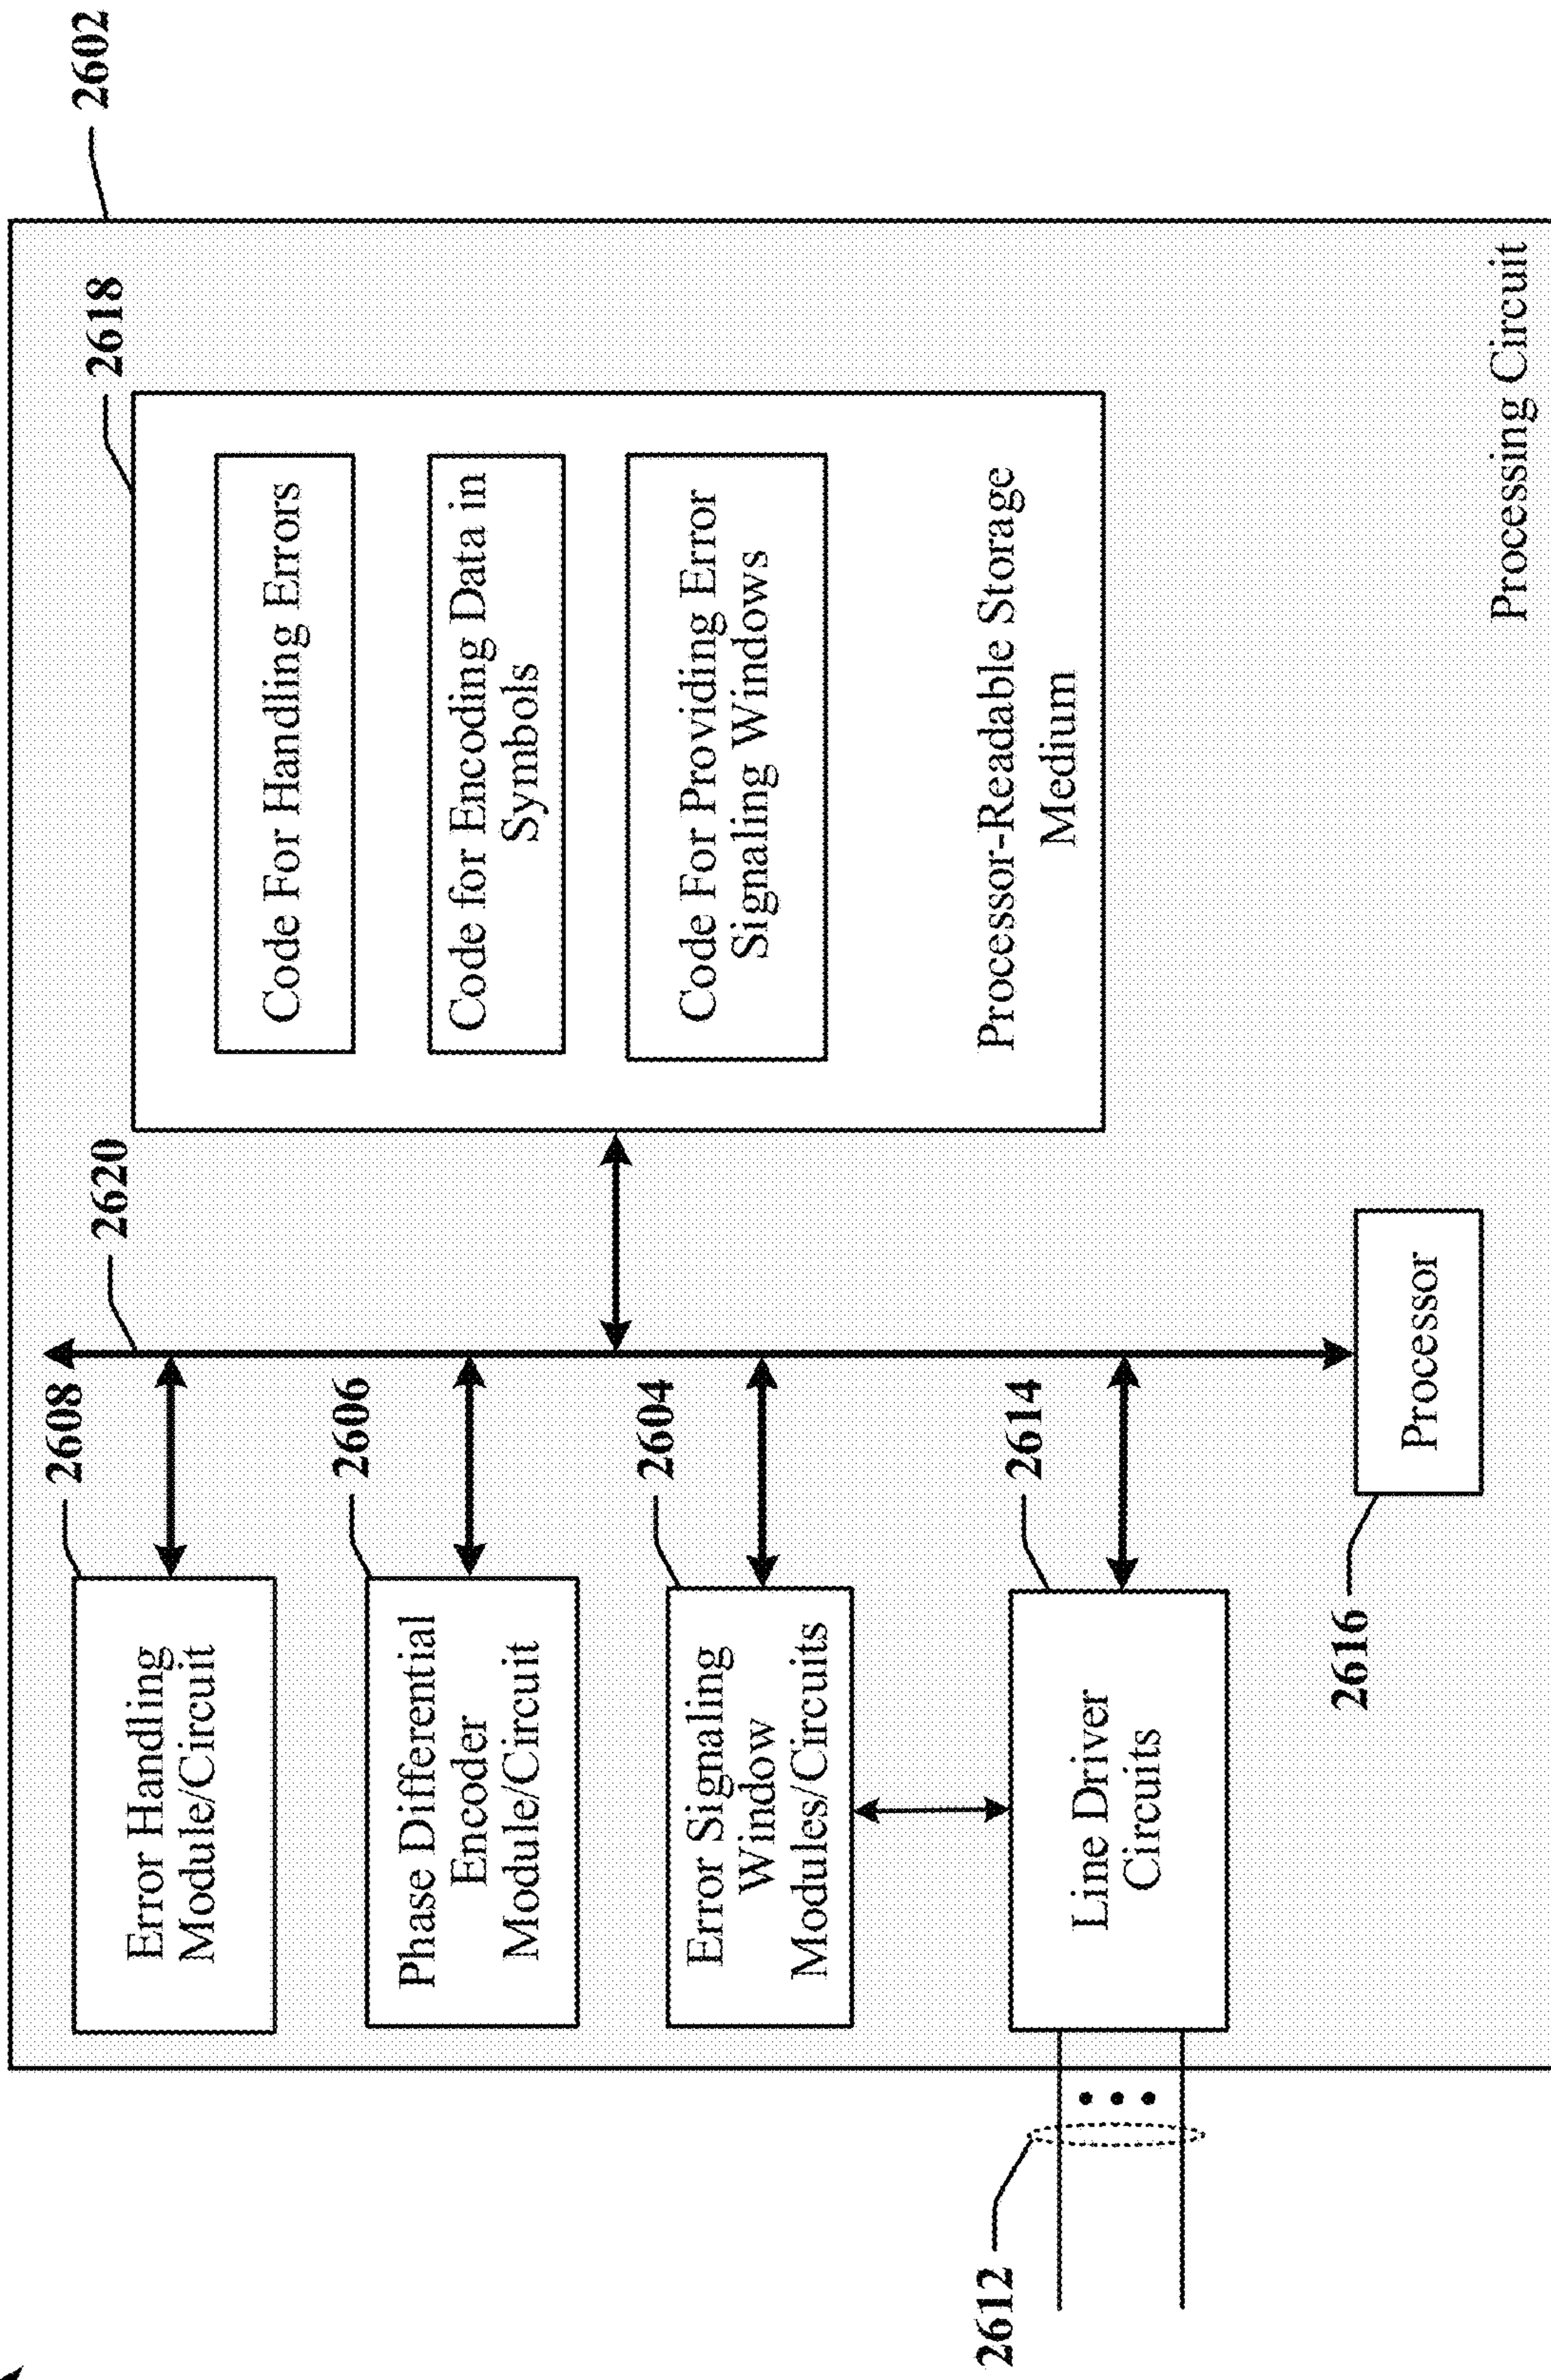 2602
2618
2620
2608
2606
2604
2614
2616
2612
Error Handling
Module/Circuit
Phase Differential
Encoder
Module/Circuit
Error Signaling
Window
Modules/Circuits
Line Driver
Circuits
Processor
Code For Handling Errors
Code for Encoding Data in
Symbols
Code For Providing Error
Signaling Windows
Processor-Readable Storage
Medium
Processing Circuit